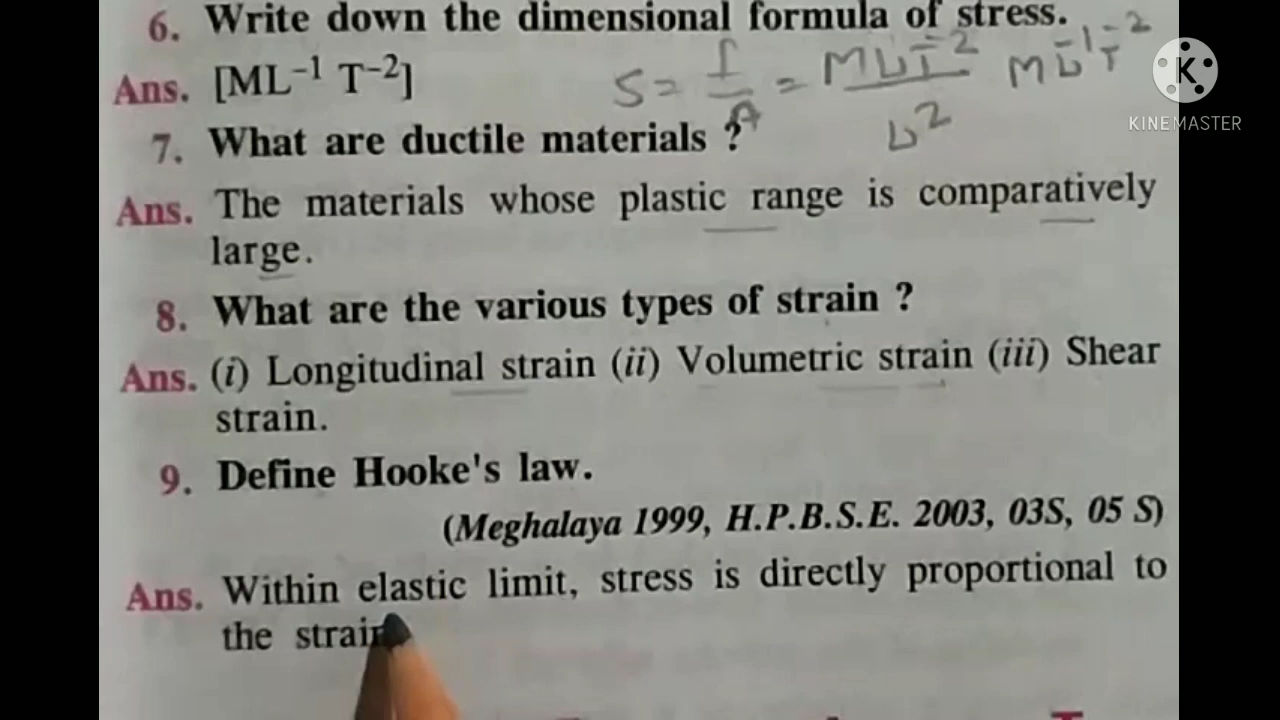 6. Write down the dimensional formula of stress.
Ans. [ML⁻¹ T⁻²]
S = f/A = MLT⁻²/L² ML⁻¹T⁻²
K
KINEMASTER
7. What are ductile materials ?
Ans. The materials whose plastic range is comparatively
large.
8. What are the various types of strain ?
Ans. (i) Longitudinal strain (ii) Volumetric strain (iii) Shear
strain.
9. Define Hooke's law.
(Meghalaya 1999, H.P.B.S.E. 2003, 03S, 05 S)
Ans. Within elastic limit, stress is directly proportional to
the strain